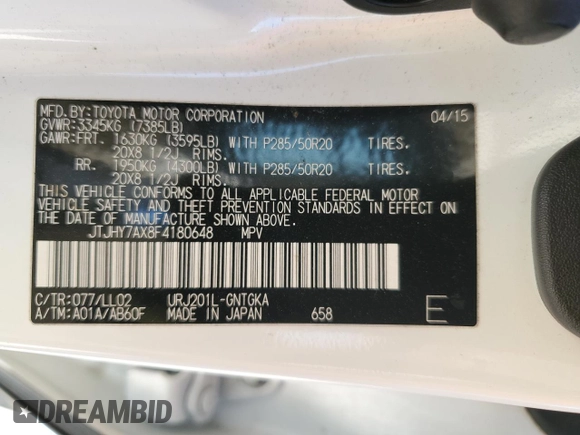 MFD.BY:TOYOTA MOTOR CORPORATION 04/15
GVWR:3345KG (7385LB)
GAWR:FRT. 1630KG (3595LB) WITH P285/50R20 TIRES.
20X8 1/2J RIMS.
RR. 1950KG (4300LB) WITH P285/50R20 TIRES.
20X8 1/2J RIMS.
THIS VEHICLE CONFORMS TO ALL APPLICABLE FEDERAL MOTOR
VEHICLE SAFETY AND THEFT PREVENTION STANDARDS IN EFFECT ON
THE DATE OF MANUFACTURE SHOWN ABOVE.
JTJHY7AX8F4180648 MPV
C/TR:077/LL02 URJ201L-GNTGKA
A/TM:A01A/AB60F MADE IN JAPAN 658 E
DREAMBID